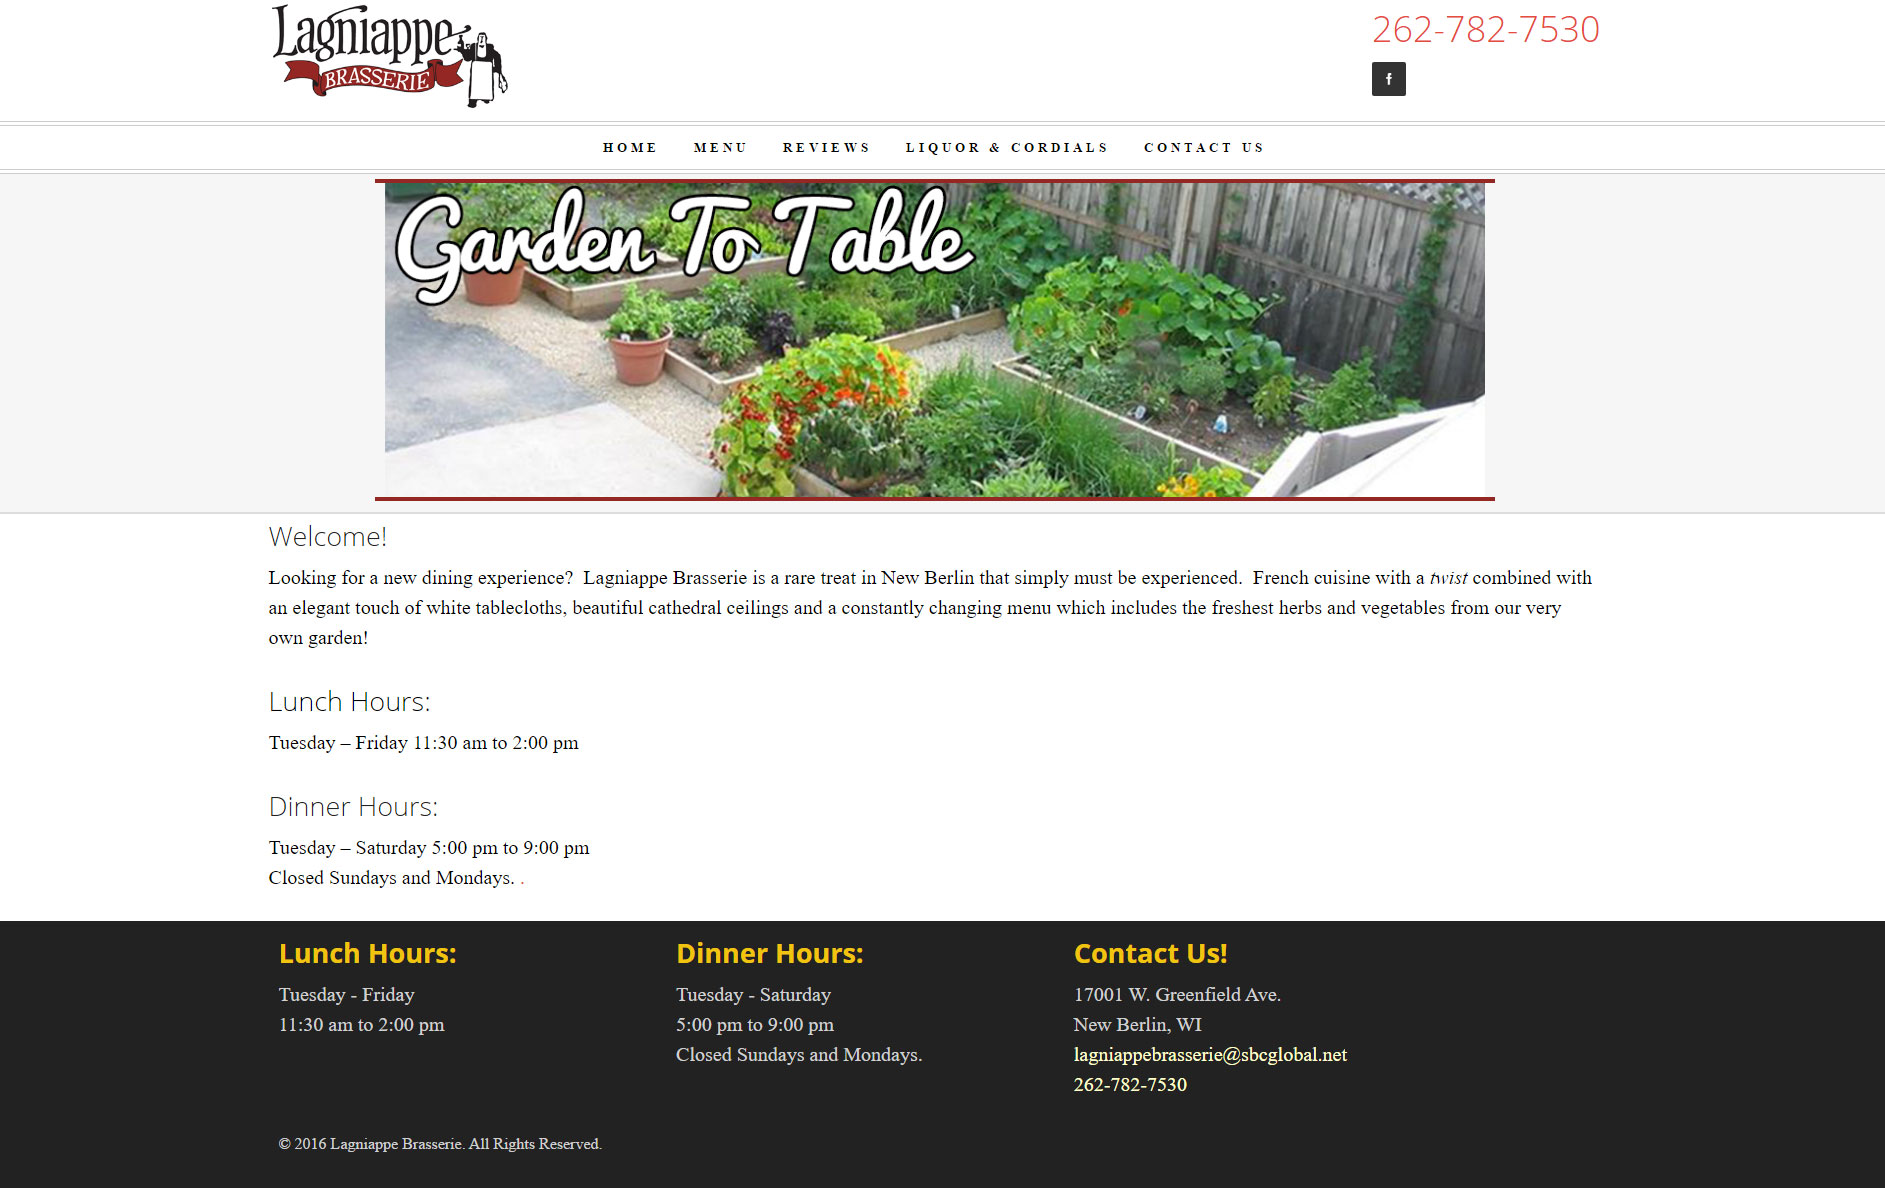 Lagniappe
BRASSERIE
262-782-7530
f
HOME MENU REVIEWS LIQUOR & CORDIALS CONTACT US
Garden To Table
Welcome!
Looking for a new dining experience?  Lagniappe Brasserie is a rare treat in New Berlin that simply must be experienced.  French cuisine with a twist combined with
an elegant touch of white tablecloths, beautiful cathedral ceilings and a constantly changing menu which includes the freshest herbs and vegetables from our very
own garden!
Lunch Hours:
Tuesday – Friday 11:30 am to 2:00 pm
Dinner Hours:
Tuesday – Saturday 5:00 pm to 9:00 pm
Closed Sundays and Mondays. .
Lunch Hours:
Tuesday - Friday
11:30 am to 2:00 pm
Dinner Hours:
Tuesday - Saturday
5:00 pm to 9:00 pm
Closed Sundays and Mondays.
Contact Us!
17001 W. Greenfield Ave.
New Berlin, WI
lagniappebrasserie@sbcglobal.net
262-782-7530
© 2016 Lagniappe Brasserie. All Rights Reserved.